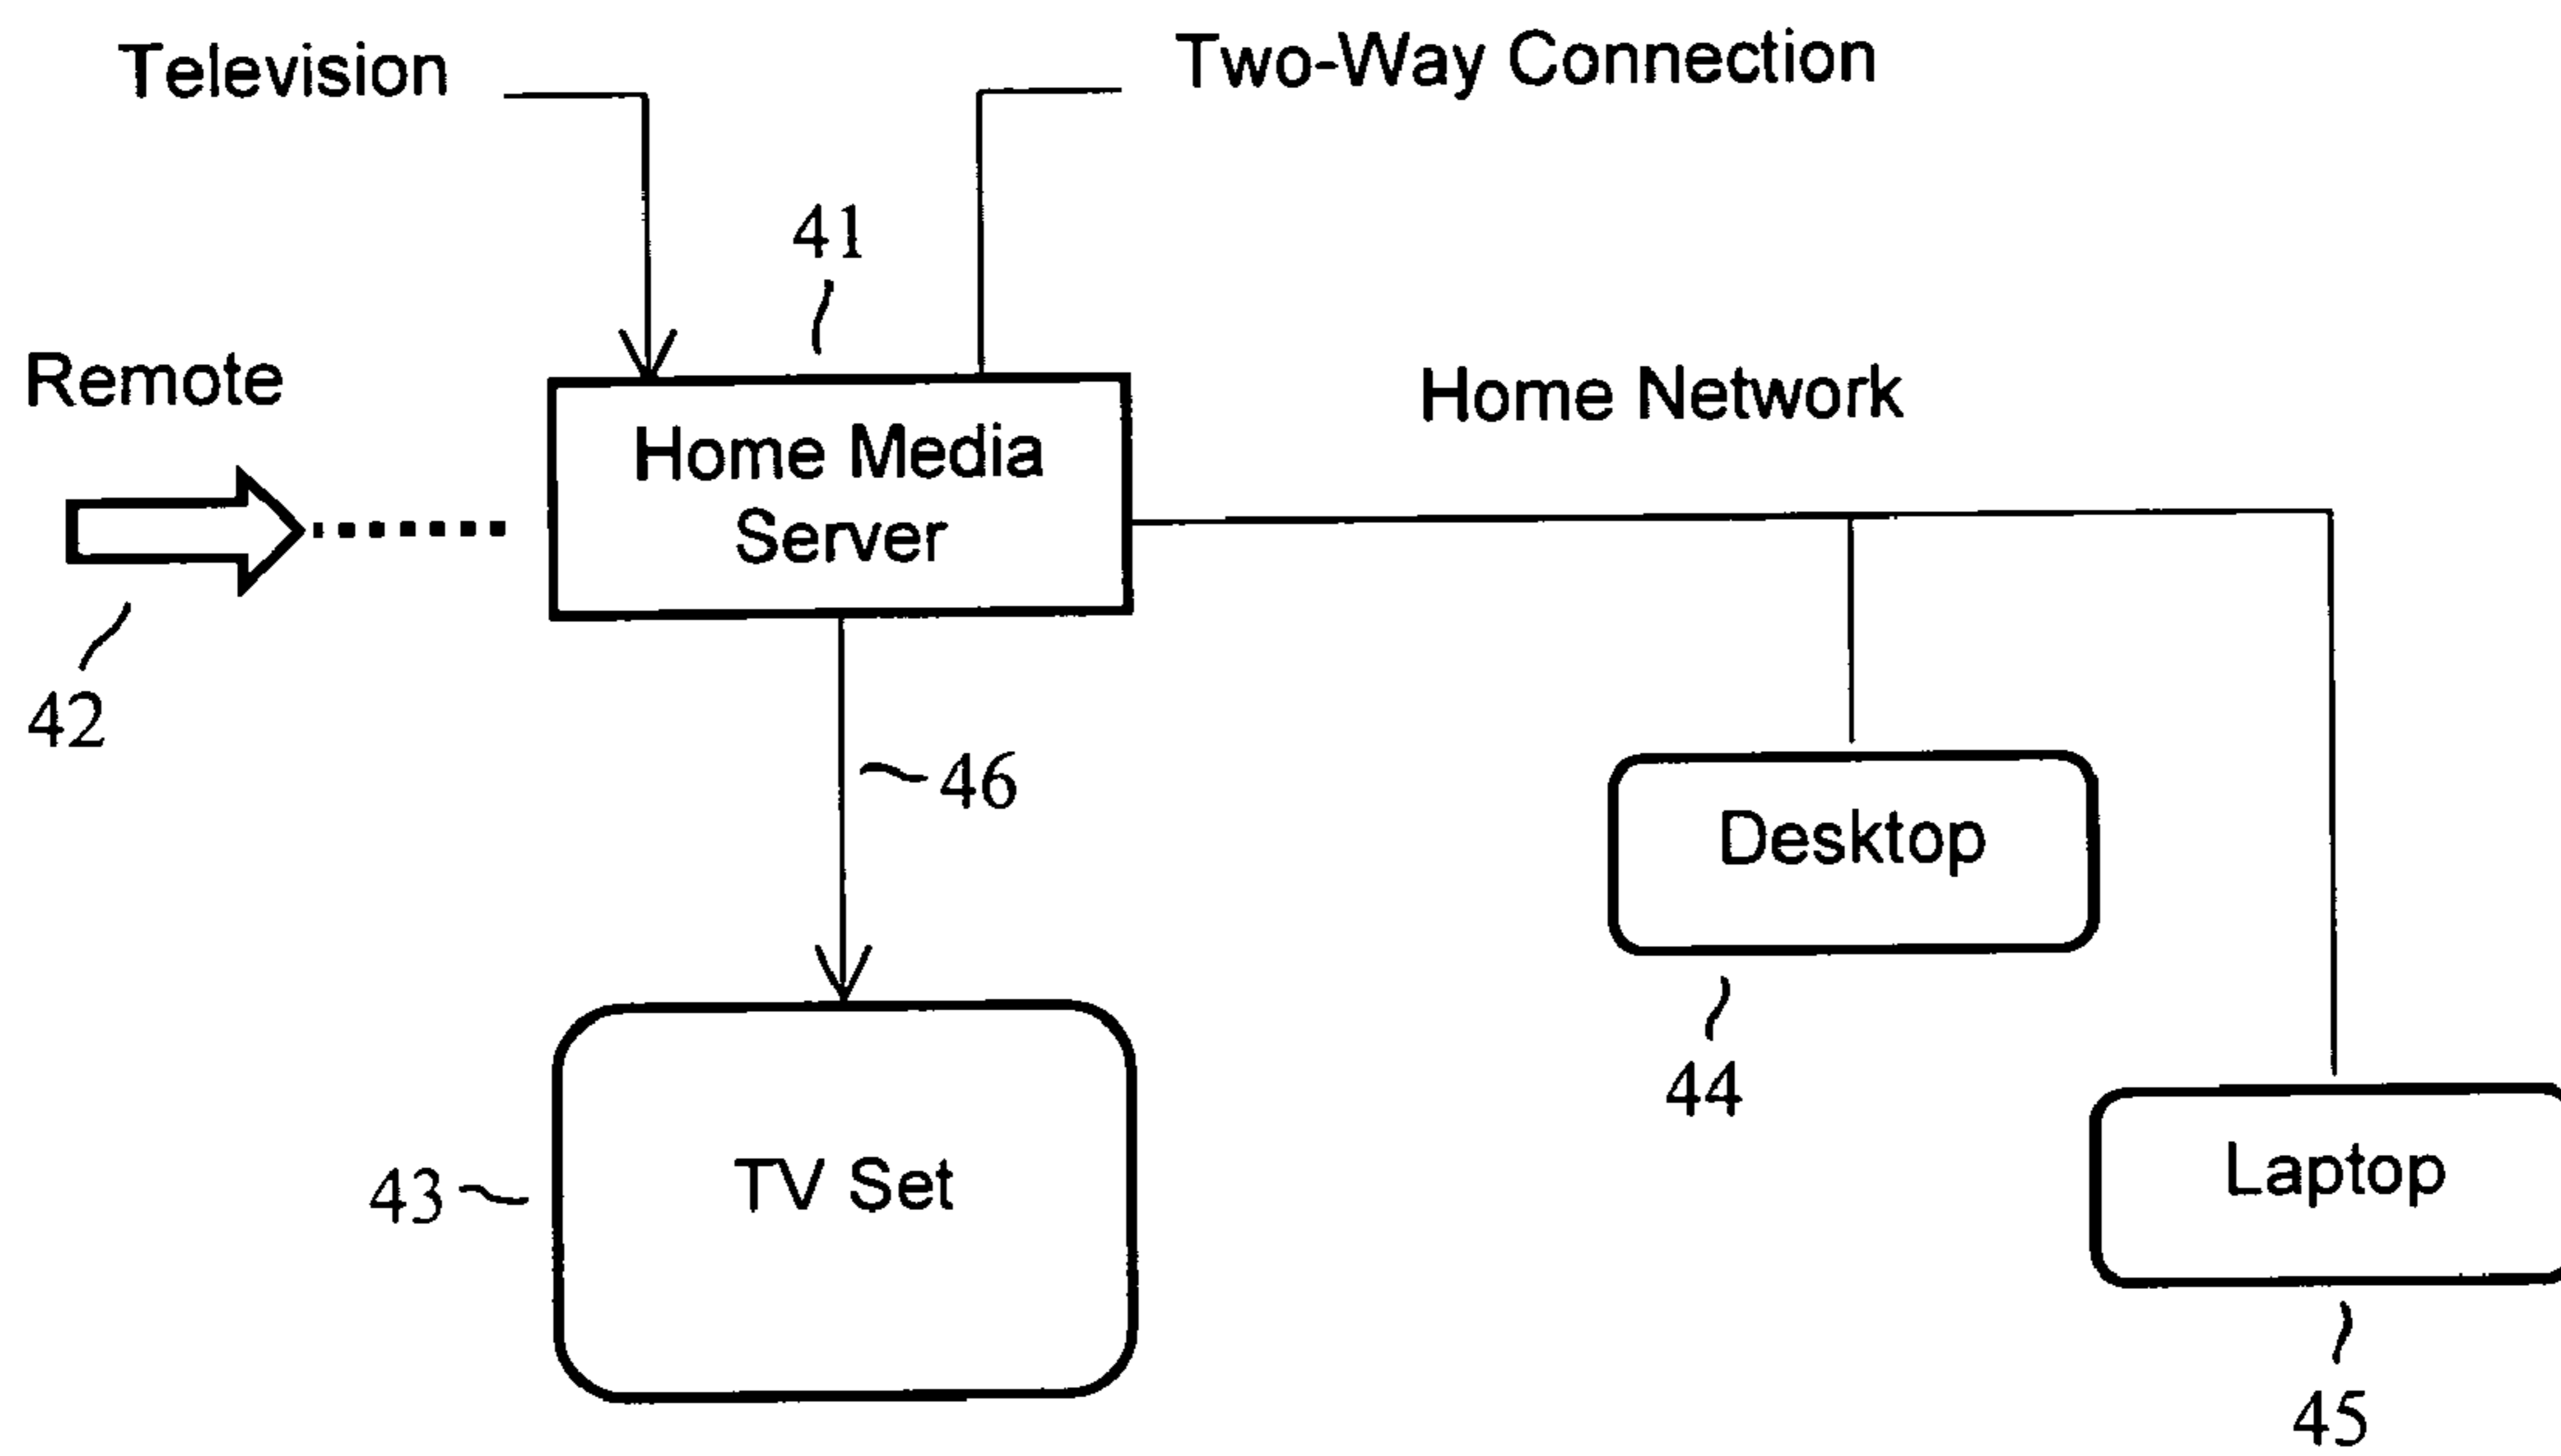 Television
Two-Way Connection
41
Remote
Home Network
Home Media
Server
42
46
Desktop
44
TV Set
43
Laptop
45